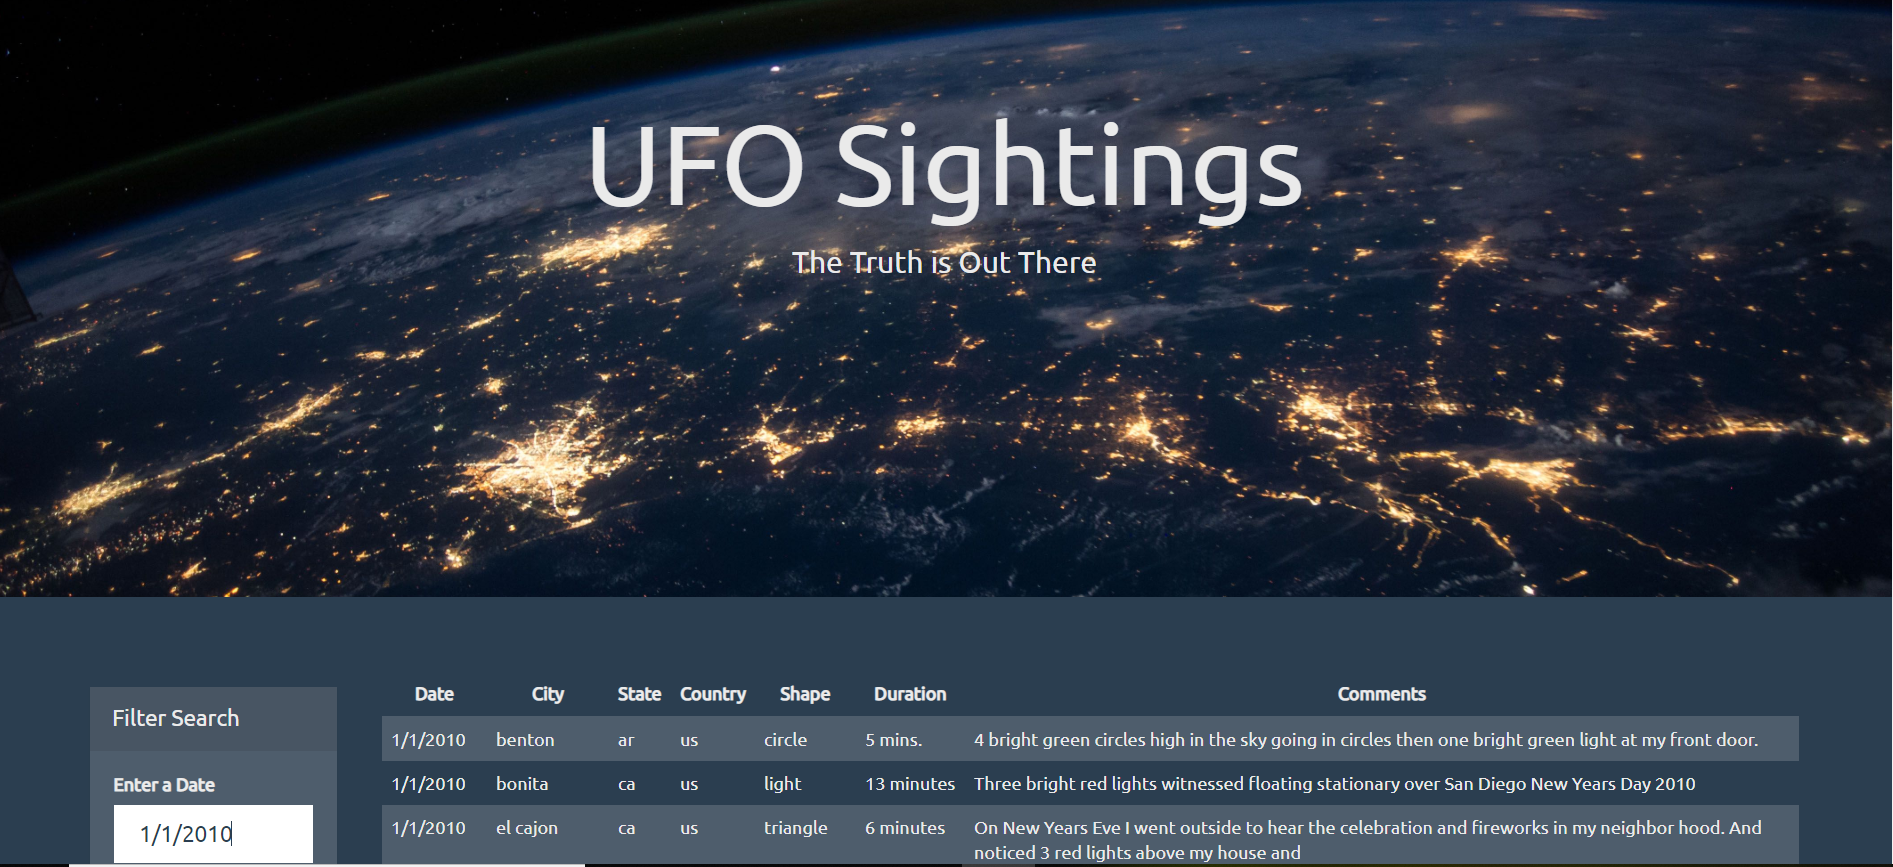 UFO Sightings
The Truth is Out There
Filter Search
Enter a Date
1/1/2010
Date City State Country Shape Duration Comments
1/1/2010 benton ar us circle 5 mins. 4 bright green circles high in the sky going in circles then one bright green light at my front door.
1/1/2010 bonita ca us light 13 minutes Three bright red lights witnessed floating stationary over San Diego New Years Day 2010
1/1/2010 el cajon ca us triangle 6 minutes On New Years Eve I went outside to hear the celebration and fireworks in my neighbor hood. And
noticed 3 red lights above my house and